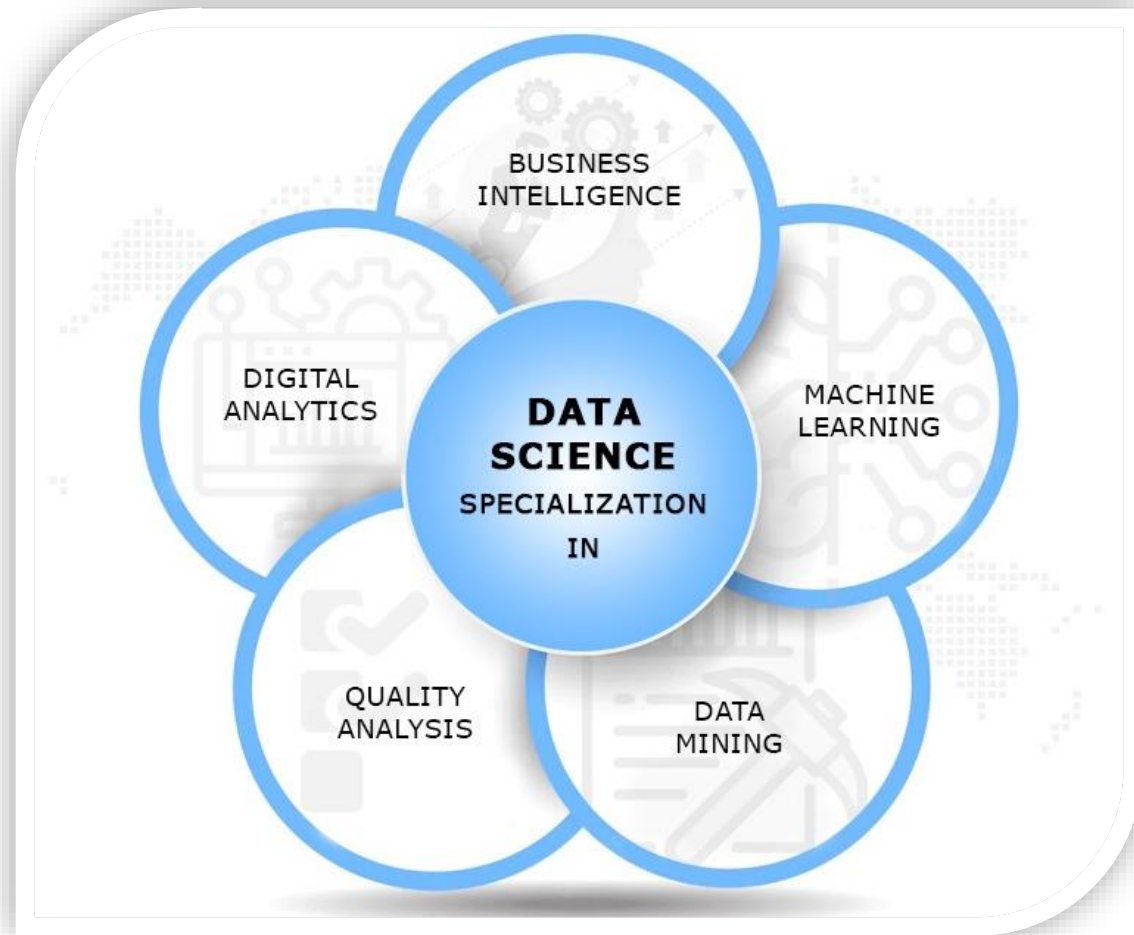 BUSINESS
INTELLIGENCE
DIGITAL
ANALYTICS
MACHINE
LEARNING
DATA
SCIENCE
SPECIALIZATION
IN
QUALITY
ANALYSIS
DATA
MINING